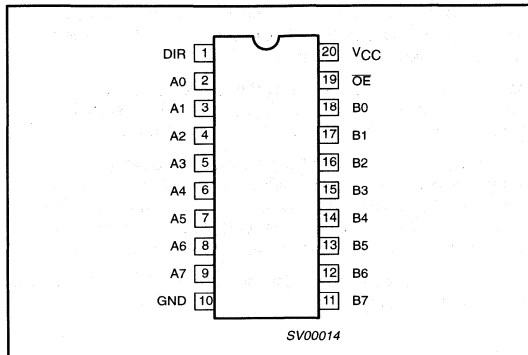 DIR 1 20 VCC
A0 2 19 OE
A1 3 18 B0
A2 4 17 B1
A3 5 16 B2
A4 6 15 B3
A5 7 14 B4
A6 8 13 B5
A7 9 12 B6
GND 10 11 B7
SV00014